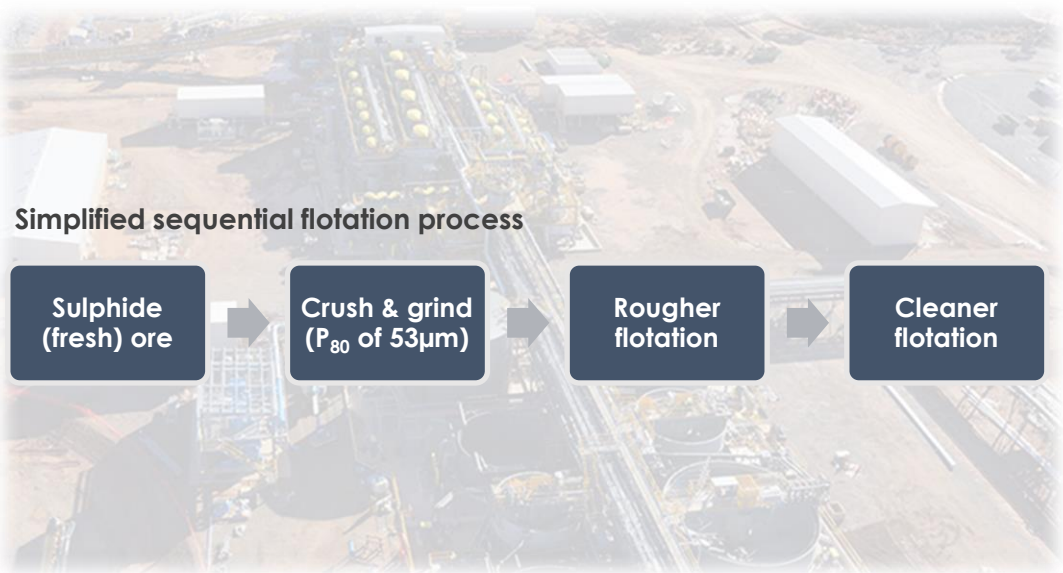 Simplified sequential flotation process
Sulphide
(fresh) ore
Crush & grind
(P80 of 53µm)
Rougher
flotation
Cleaner
flotation